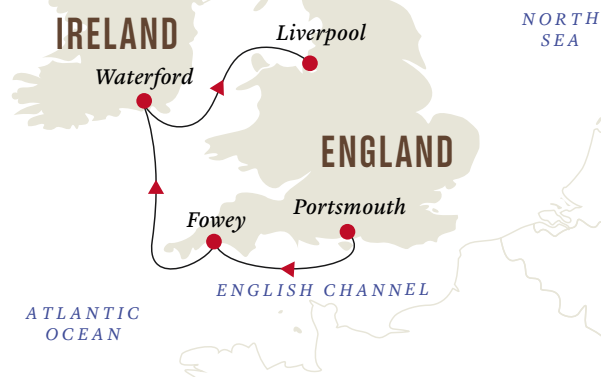 NORTH
SEA
IRELAND
Liverpool
Waterford
ENGLAND
Portsmouth
Fowey
ENGLISH CHANNEL
ATLANTIC
OCEAN